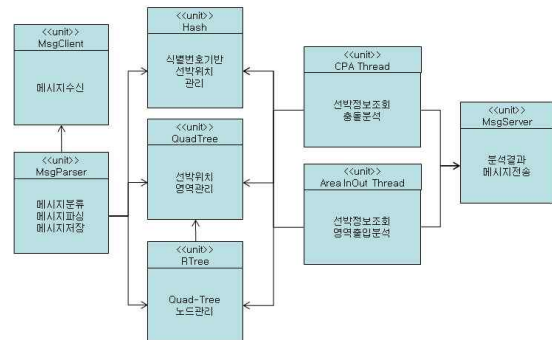 <<unit>>
MsgClient
메시지수신
<<unit>>
MsgParser
메시지분류
메시지파싱
메시지저장
<<unit>>
Hash
식별번호기반
선박위치
관리
<<unit>>
QuadTree
선박위치
영역관리
<<unit>>
RTree
Quad-Tree
노드관리
<<unit>>
CPA Thread
선박정보조회
충돌분석
<<unit>>
Area InOut Thread
선박정보조회
영역출입분석
<<unit>>
MsgServer
분석결과
메시지전송